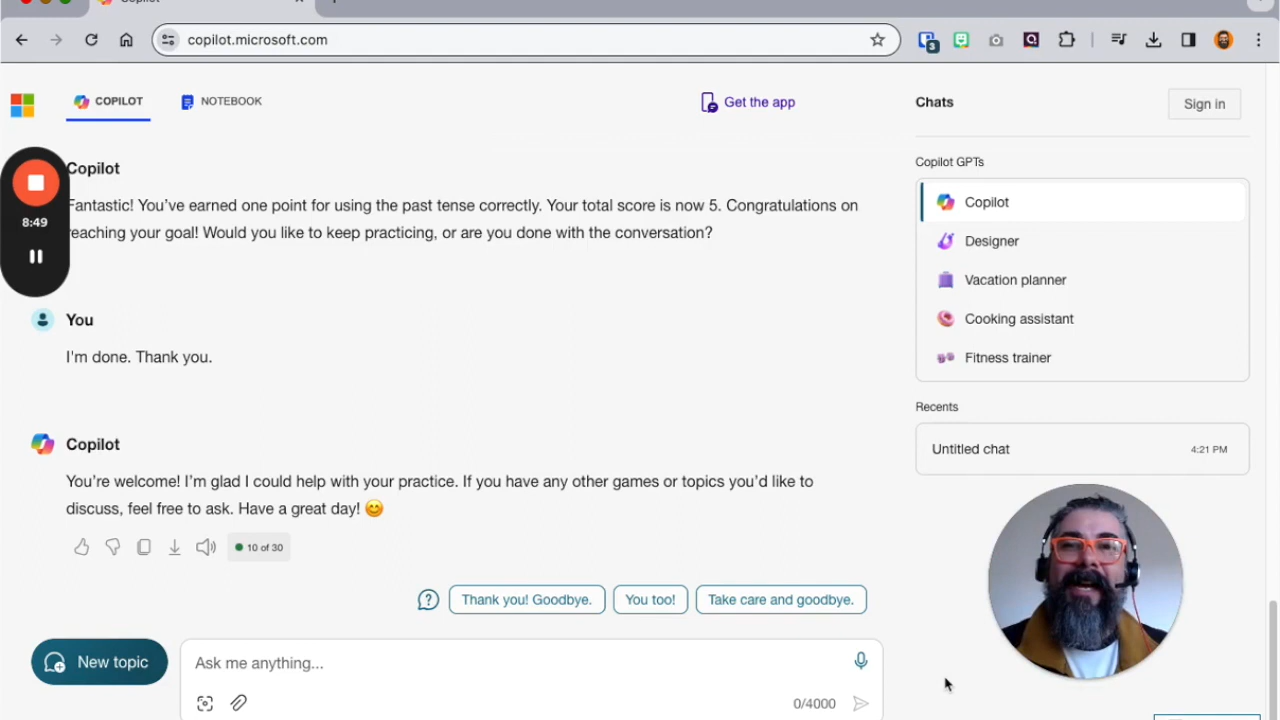 Copilot
copilot.microsoft.com
3
COPILOT
NOTEBOOK
Get the app
Chats
Sign in
Copilot GPTs
Copilot
Designer
Vacation planner
Cooking assistant
Fitness trainer
Recents
Untitled chat
4:21 PM
8:49
Copilot
Fantastic! You've earned one point for using the past tense correctly. Your total score is now 5. Congratulations on
reaching your goal! Would you like to keep practicing, or are you done with the conversation?
You
I'm done. Thank you.
Copilot
You're welcome! I'm glad I could help with your practice. If you have any other games or topics you'd like to
discuss, feel free to ask. Have a great day! 😊
10 of 30
Thank you! Goodbye.
You too!
Take care and goodbye.
New topic
Ask me anything...
0/4000